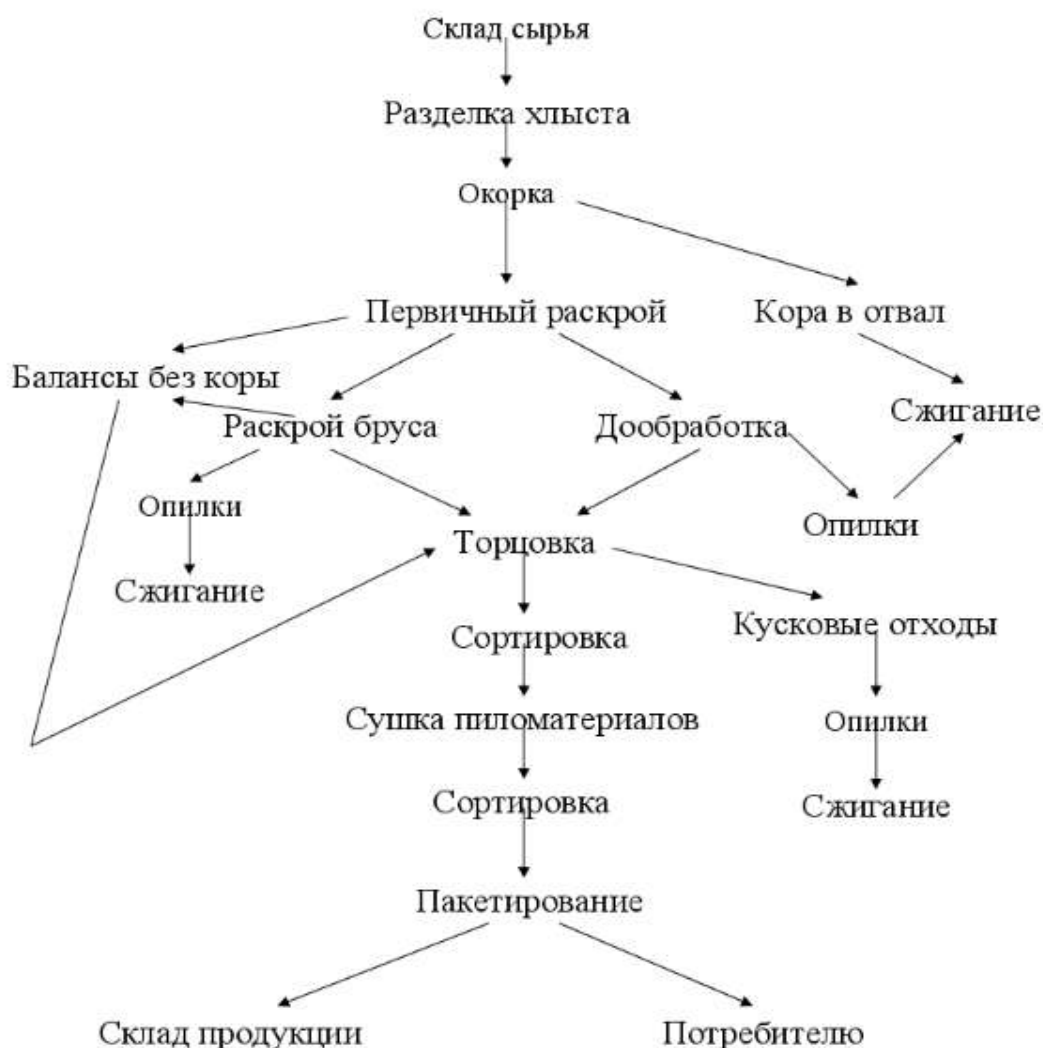 Склад сырья
Разделка хлыста
Окорка
Первичный раскрой
Кора в отвал
Балансы без коры
Сжигание
Раскрой бруса
Дообработка
Опилки
Опилки
Торцовка
Сжигание
Кусковые отходы
Сортировка
Сушка пиломатериалов
Опилки
Сортировка
Сжигание
Пакетирование
Склад продукции
Потребителю